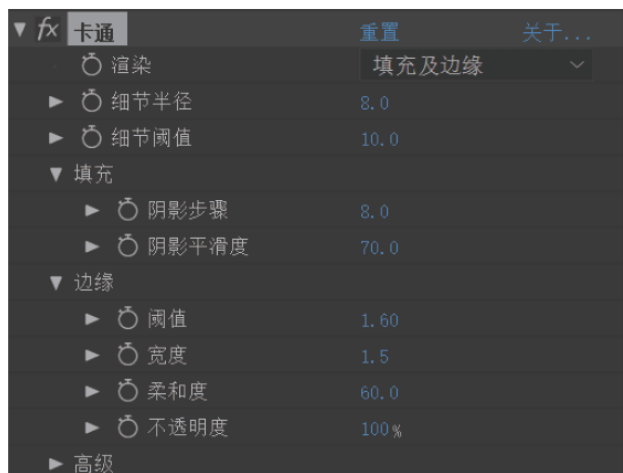 fx 卡通 重置 关于...
渲染 填充及边缘
细节半径 8.0
细节阈值 10.0
填充
阴影步骤 8.0
阴影平滑度 70.0
边缘
阈值 1.60
宽度 1.5
柔和度 60.0
不透明度 100%
高级